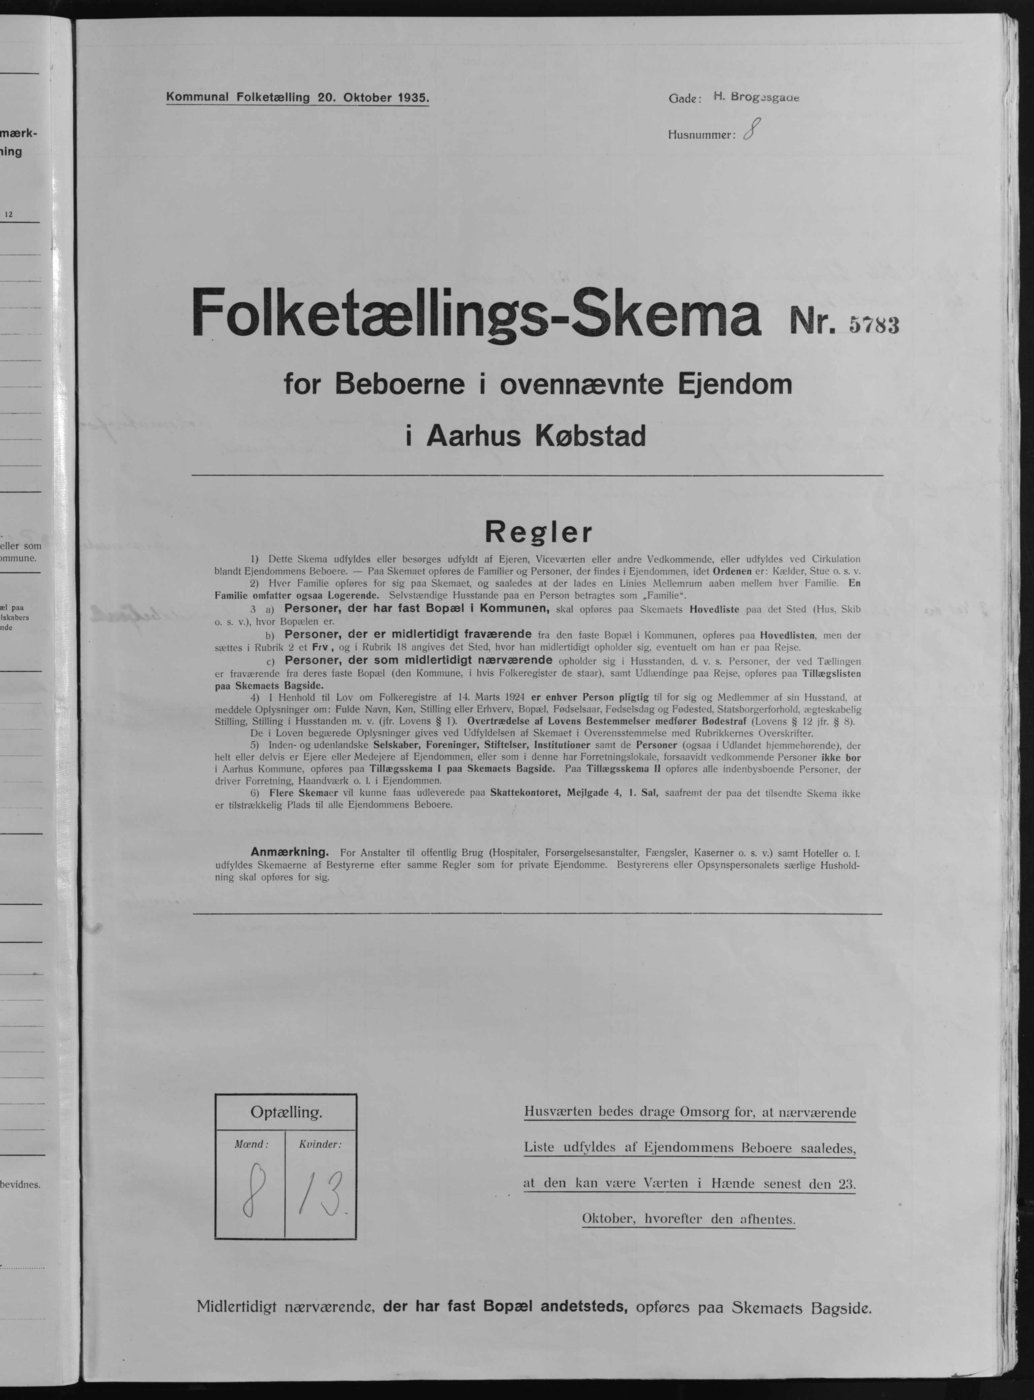 Kommunal Folketælling 20. Oktober 1935.
Gade: H. Brogesgade
Husnummer: 8
mærk-
ning
12
Folketællings-Skema Nr. 5783
for Beboerne i ovennævnte Ejendom
i Aarhus Købstad
Regler
1) Dette Skema udfyldes eller besørges udfyldt af Ejeren, Viceværten eller andre Vedkommende, eller udfyldes ved Cirkulation
blandt Ejendommens Beboere. — Paa Skemaet opføres de Familier og Personer, der findes i Ejendommen, idet Ordenen er: Kælder, Stue o. s. v.
2) Hver Familie opføres for sig paa Skemaet, og saaledes at der lades en Linies Mellemrum aaben mellem hver Familie. En
Familie omfatter ogsaa Logerende. Selvstændige Husstande paa en Person betragtes som „Familie“.
3 a) Personer, der har fast Bopæl i Kommunen, skal opføres paa Skemaets Hovedliste paa det Sted (Hus, Skib
o. s. v.), hvor Bopælen er.
b) Personer, der er midlertidigt fraværende fra den faste Bopæl i Kommunen, opføres paa Hovedlisten, men der
sættes i Rubrik 2 et Frv, og i Rubrik 18 angives det Sted, hvor han midlertidigt opholder sig, eventuelt om han er paa Rejse.
c) Personer, der som midlertidigt nærværende opholder sig i Husstanden, d. v. s. Personer, der ved Tællingen
er fraværende fra deres faste Bopæl (den Kommune, i hvis Folkeregister de staar), samt Udlændinge paa Rejse, opføres paa Tillægslisten
paa Skemaets Bagside.
4) I Henhold til Lov om Folkeregistre af 14. Marts 1924 er enhver Person pligtig til for sig og Medlemmer af sin Husstand, at
meddele Oplysninger om: Fulde Navn, Køn, Stilling eller Erhverv, Bopæl, Fødselsaar, Fødselsdag og Fødested, Statsborgerforhold, ægteskabelig
Stilling, Stilling i Husstanden m. v. (jfr. Lovens § 1). Overtrædelse af Lovens Bestemmelser medfører Bødestraf (Lovens § 12 jfr. § 8).
De i Loven begærede Oplysninger gives ved Udfyldelsen af Skemaet i Overensstemmelse med Rubrikkernes Overskrifter.
5) Inden- og udenlandske Selskaber, Foreninger, Stiftelser, Institutioner samt de Personer (ogsaa i Udlandet hjemmehørende), der
helt eller delvis er Ejere eller Medejere af Ejendommen, eller som i denne har Forretningslokale, forsaavidt vedkommende Personer ikke bor
i Aarhus Kommune, opføres paa Tillægsskema I paa Skemaets Bagside. Paa Tillægsskema II opføres alle indenbysboende Personer, der
driver Forretning, Haandværk o. l. i Ejendommen.
6) Flere Skemaer vil kunne faas udleverede paa Skattekontoret, Mejlgade 4, 1. Sal, saafremt der paa det tilsendte Skema ikke
er tilstrækkelig Plads til alle Ejendommens Beboere.
eller som
ommune.
æl paa
lskabers
nde
Anmærkning. For Anstalter til offentlig Brug (Hospitaler, Forsørgelsesanstalter, Fængsler, Kaserner o. s. v.) samt Hoteller o. l.
udfyldes Skemaerne af Bestyrerne efter samme Regler som for private Ejendomme. Bestyrerens eller Opsynspersonalets særlige Hushold-
ning skal opføres for sig.
Optælling.
Mænd: Kvinder:
8 13.
bevidnes.
Husværten bedes drage Omsorg for, at nærværende
Liste udfyldes af Ejendommens Beboere saaledes,
at den kan være Værten i Hænde senest den 23.
Oktober, hvorefter den afhentes.
Midlertidigt nærværende, der har fast Bopæl andetsteds, opføres paa Skemaets Bagside.